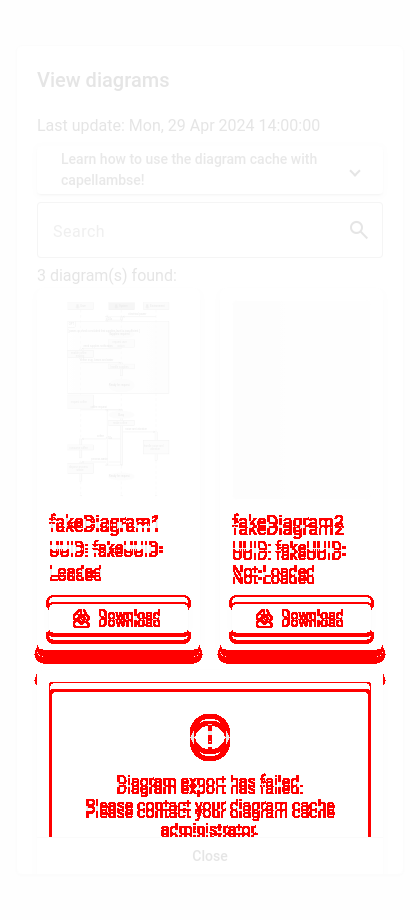 View diagrams
Last update: Mon, 29 Apr 2024 14:00:00
Learn how to use the diagram cache with
capellambse!
Search
3 diagram(s) found:
fakeDiagram1
fakeDiagram2
UUID: fakeUUID-
Loaded
UUID: fakeUUID-
Not-Loaded
Download
Download
Diagram export has failed.
Please contact your diagram cache
administrator.
Close